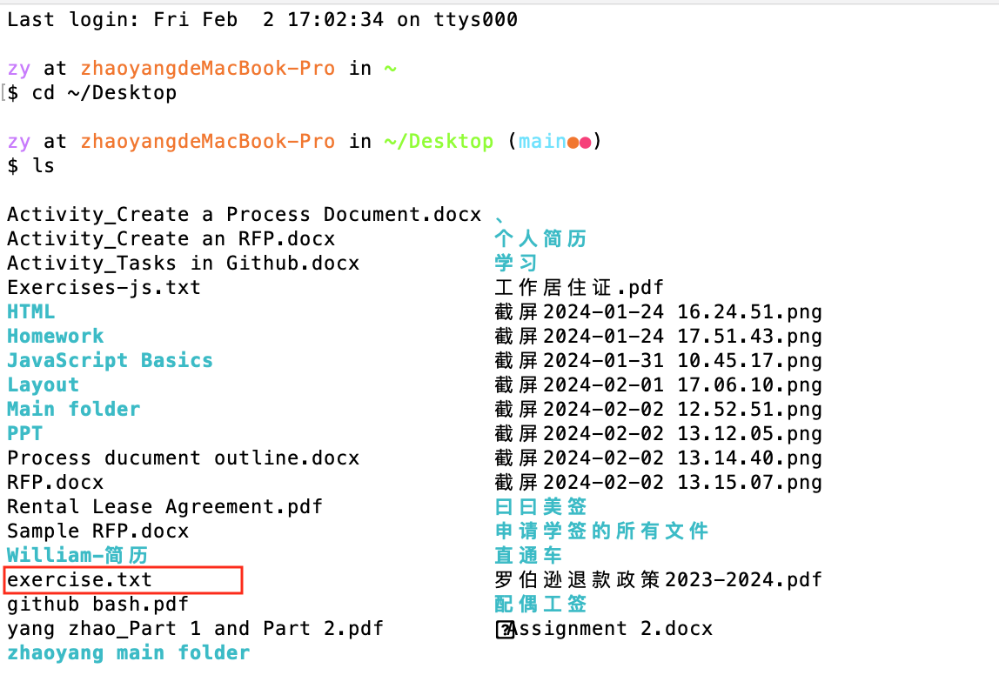 Last login: Fri Feb  2 17:02:34 on ttys000
zy at zhaoyangdeMacBook-Pro in ~
[$ cd ~/Desktop
zy at zhaoyangdeMacBook-Pro in ~/Desktop (main●●)
$ ls
Activity_Create a Process Document.docx 、
Activity_Create an RFP.docx 个人简历
Activity_Tasks in Github.docx 学习
Exercises-js.txt 工作居住证.pdf
HTML 截屏2024-01-24 16.24.51.png
Homework 截屏2024-01-24 17.51.43.png
JavaScript Basics 截屏2024-01-31 10.45.17.png
Layout 截屏2024-02-01 17.06.10.png
Main folder 截屏2024-02-02 12.52.51.png
PPT 截屏2024-02-02 13.12.05.png
Process ducument outline.docx 截屏2024-02-02 13.14.40.png
RFP.docx 截屏2024-02-02 13.15.07.png
Rental Lease Agreement.pdf 曰曰美签
Sample RFP.docx 申请学签的所有文件
William-简历 直通车
exercise.txt 罗伯逊退款政策2023-2024.pdf
github bash.pdf 配偶工签
yang zhao_Part 1 and Part 2.pdf ⍰Assignment 2.docx
zhaoyang main folder